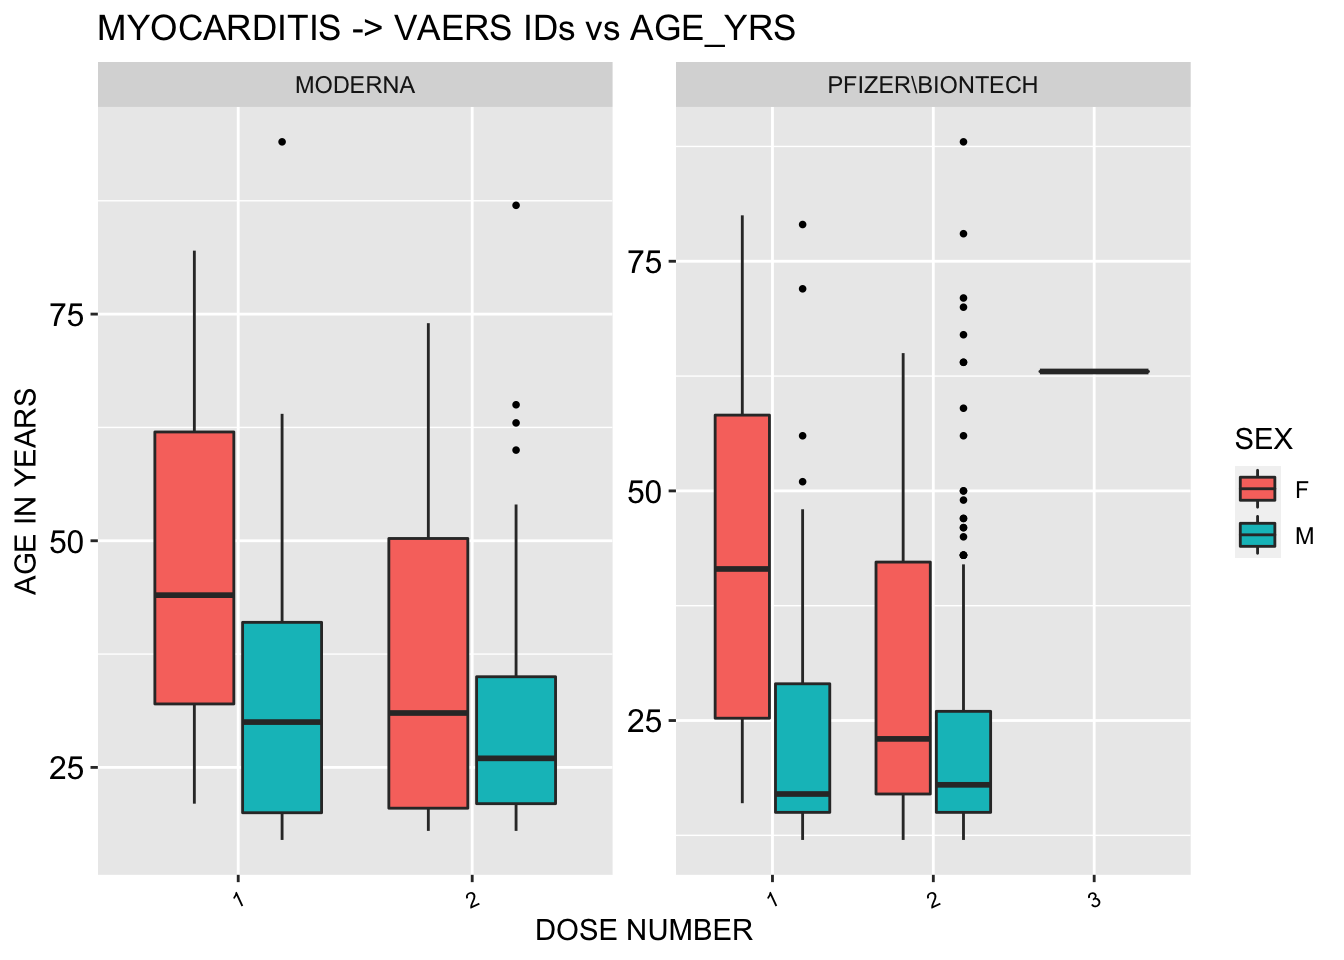 MYOCARDITIS -> VAERS IDs vs AGE_YRS
MODERNA
PFIZER\BIONTECH
AGE IN YEARS
75
50
25
75
50
25
1
2
1
2
3
DOSE NUMBER
SEX
F
M